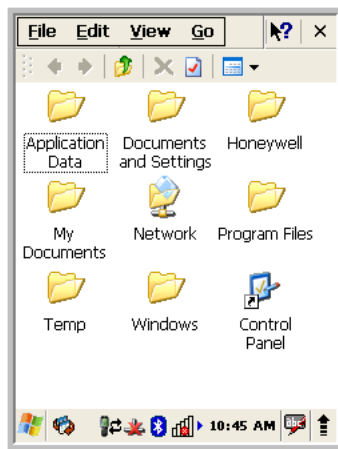 File Edit View Go ? ×
Application Data
Documents and Settings
Honeywell
My Documents
Network
Program Files
Temp
Windows
Control Panel
10:45 AM